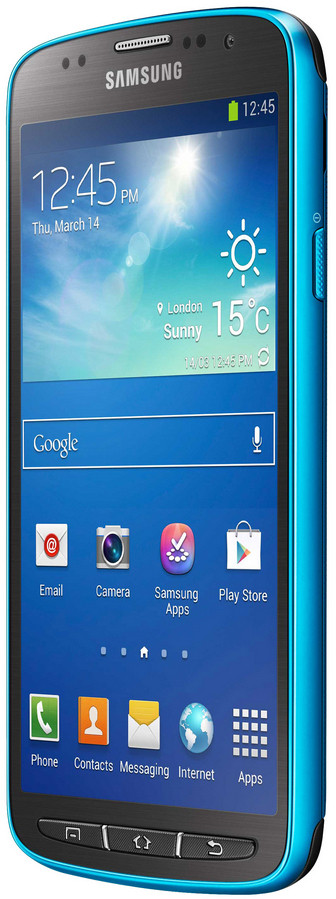 SAMSUNG
12:45
12:45 PM
Thu, March 14
London
Sunny 15°C
14/03 12:45 PM
Google
Email
Camera
Samsung
Apps
Play Store
Phone
Contacts
Messaging
Internet
Apps